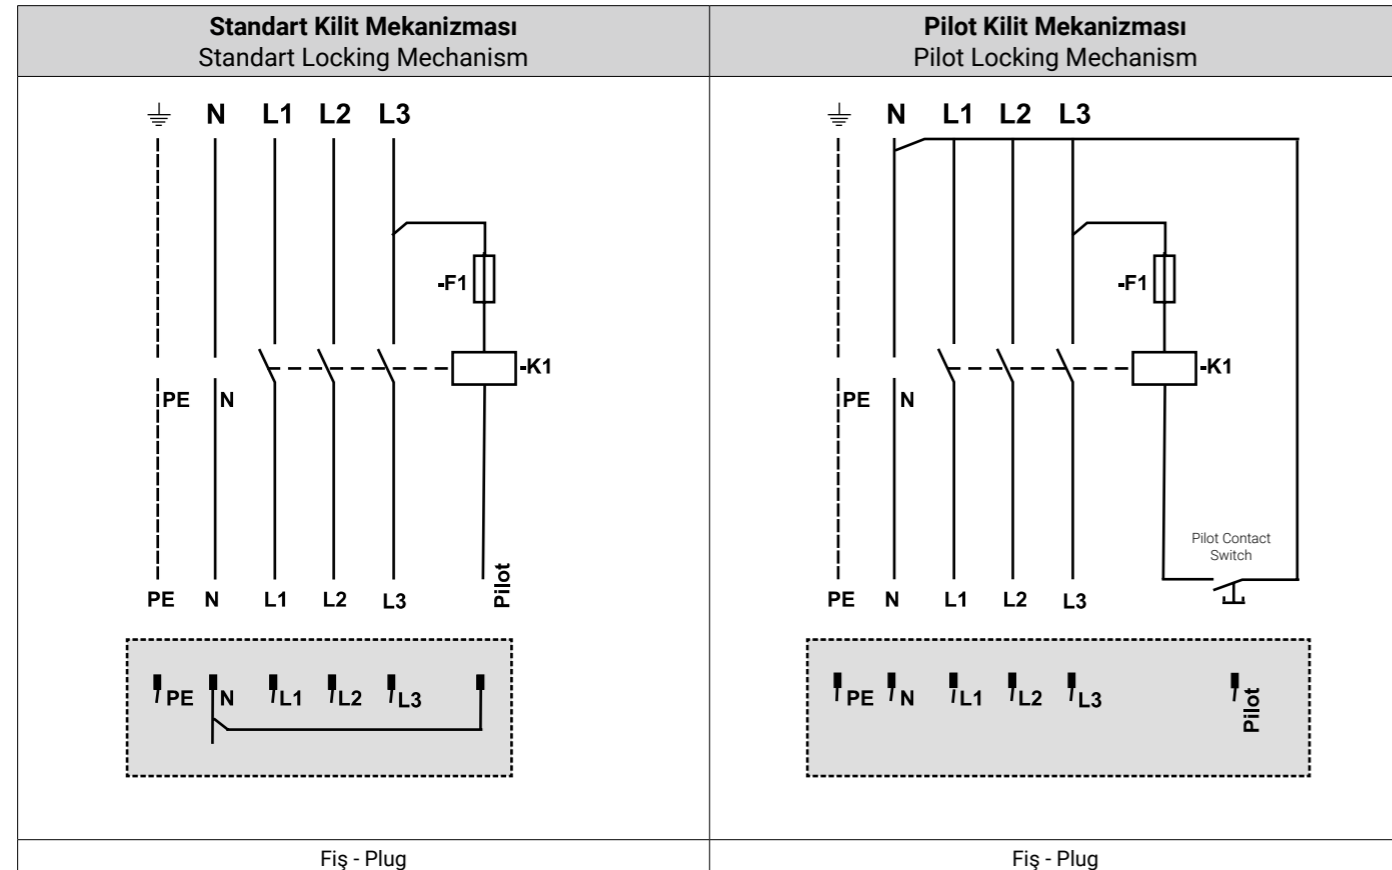 Standart Kilit Mekanizması
Standart Locking Mechanism
Pilot Kilit Mekanizması
Pilot Locking Mechanism
N L1 L2 L3
-F1
-K1
PE N
PE N L1 L2 L3 Pilot
PE N L1 L2 L3
N L1 L2 L3
-F1
-K1
PE N
Pilot Contact
Switch
PE N L1 L2 L3
PE N L1 L2 L3 Pilot
Fiş - Plug
Fiş - Plug